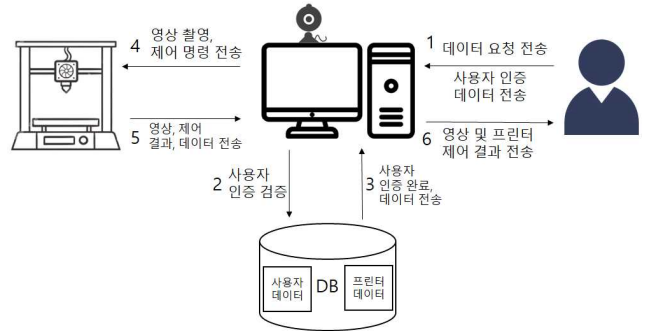 4 영상 촬영,
제어 명령 전송
5 영상, 제어
결과, 데이터 전송
1 데이터 요청 전송
사용자 인증
데이터 전송
6 영상 및 프린터
제어 결과 전송
2 사용자
인증 검증
3 사용자
인증 완료,
데이터 전송
사용자
데이터
DB
프린터
데이터